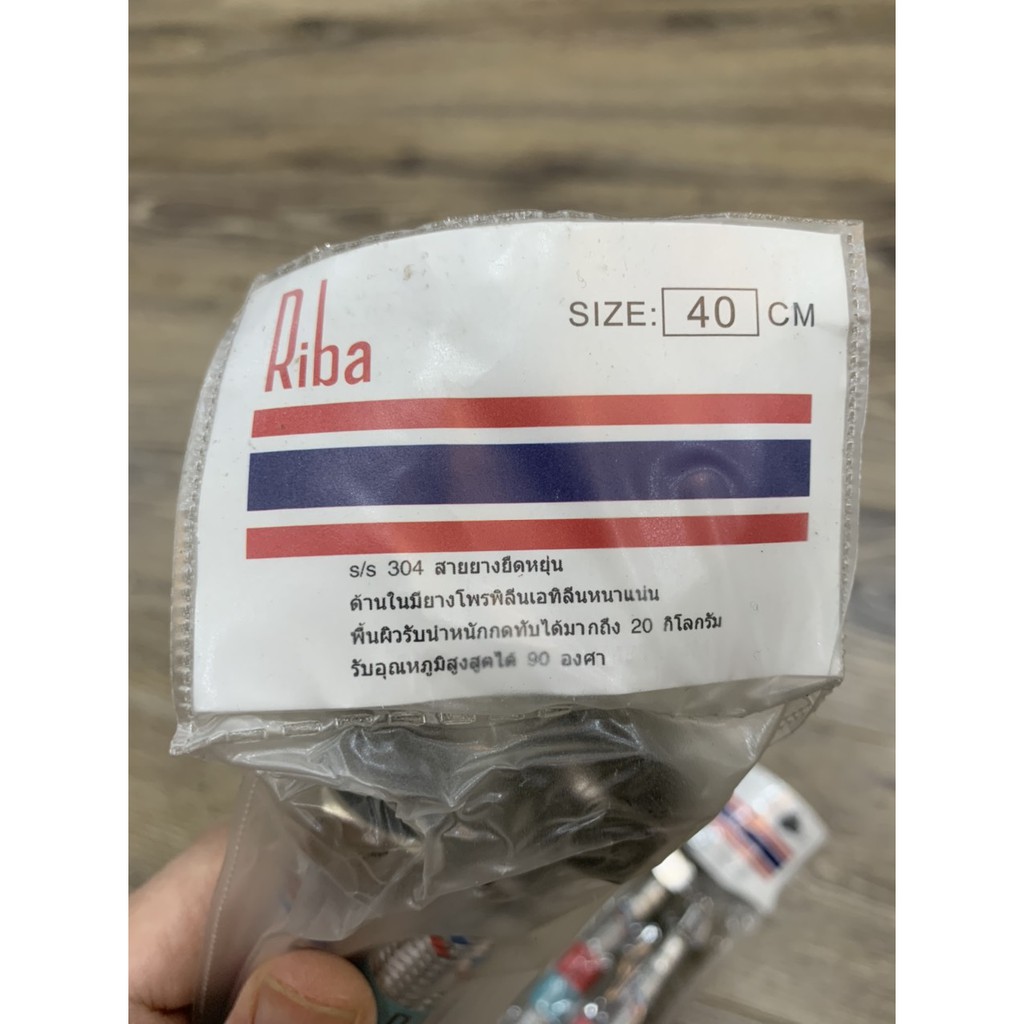 Riba
SIZE: 40 CM
s/s 304 สายยางยืดหยุ่น
ด้านในมียางโพรพิลีนเอทิลีนหนาแน่น
พื้นผิวรับน้ำหนักกดทับได้มากถึง 20 กิโลกรัม
รับอุณหภูมิสูงสูดได้ 90 องศา